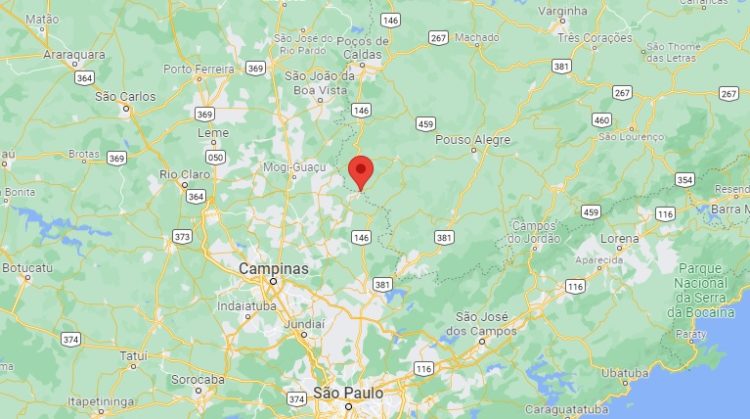 146
Varginha
Carrancas
Matão
São José do
Rio Pardo
Poços de
Caldas
267
Machado
Três Corações
São Thome
das Letras
Araraquara
364
369
Porto Ferreira
São João da
Boa Vista
381
267
267
São Carlos
146
369
Leme
459
460
Pouso Alegre
São Lourenço
Brotas
369
050
Mogi-Guaçu
Rio Claro
364
354
Bonita
459
116
Resend
Barra M
373
146
381
Campos
do Jordão
Lorena
Aparecida
Botucatu
Campinas
381
116
Parque
Nacional
da Serra
da Bocaina
Indaiatuba
Jundiaí
São José
dos Campos
374
Paraty
Tatuí
116
Sorocaba
Ubatuba
Itapetininga
374
São Paulo
Caraguatatuba